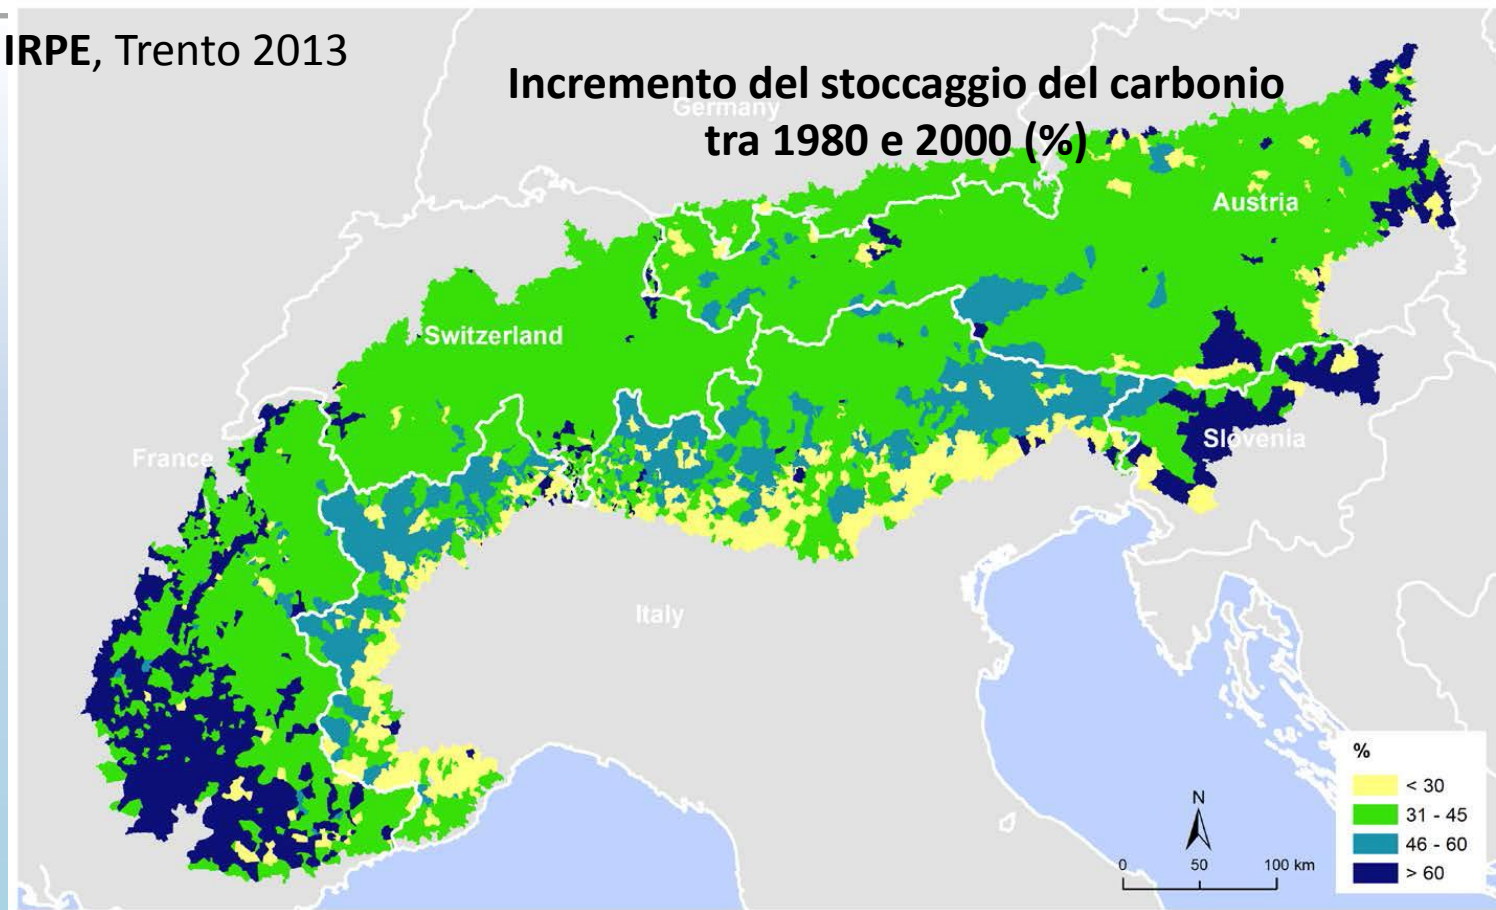 IRPE, Trento 2013
Incremento del stoccaggio del carbonio
tra 1980 e 2000 (%)
Germany
Austria
Switzerland
France
Slovenia
Italy
%
< 30
31 - 45
46 - 60
> 60
N
0 50 100 km